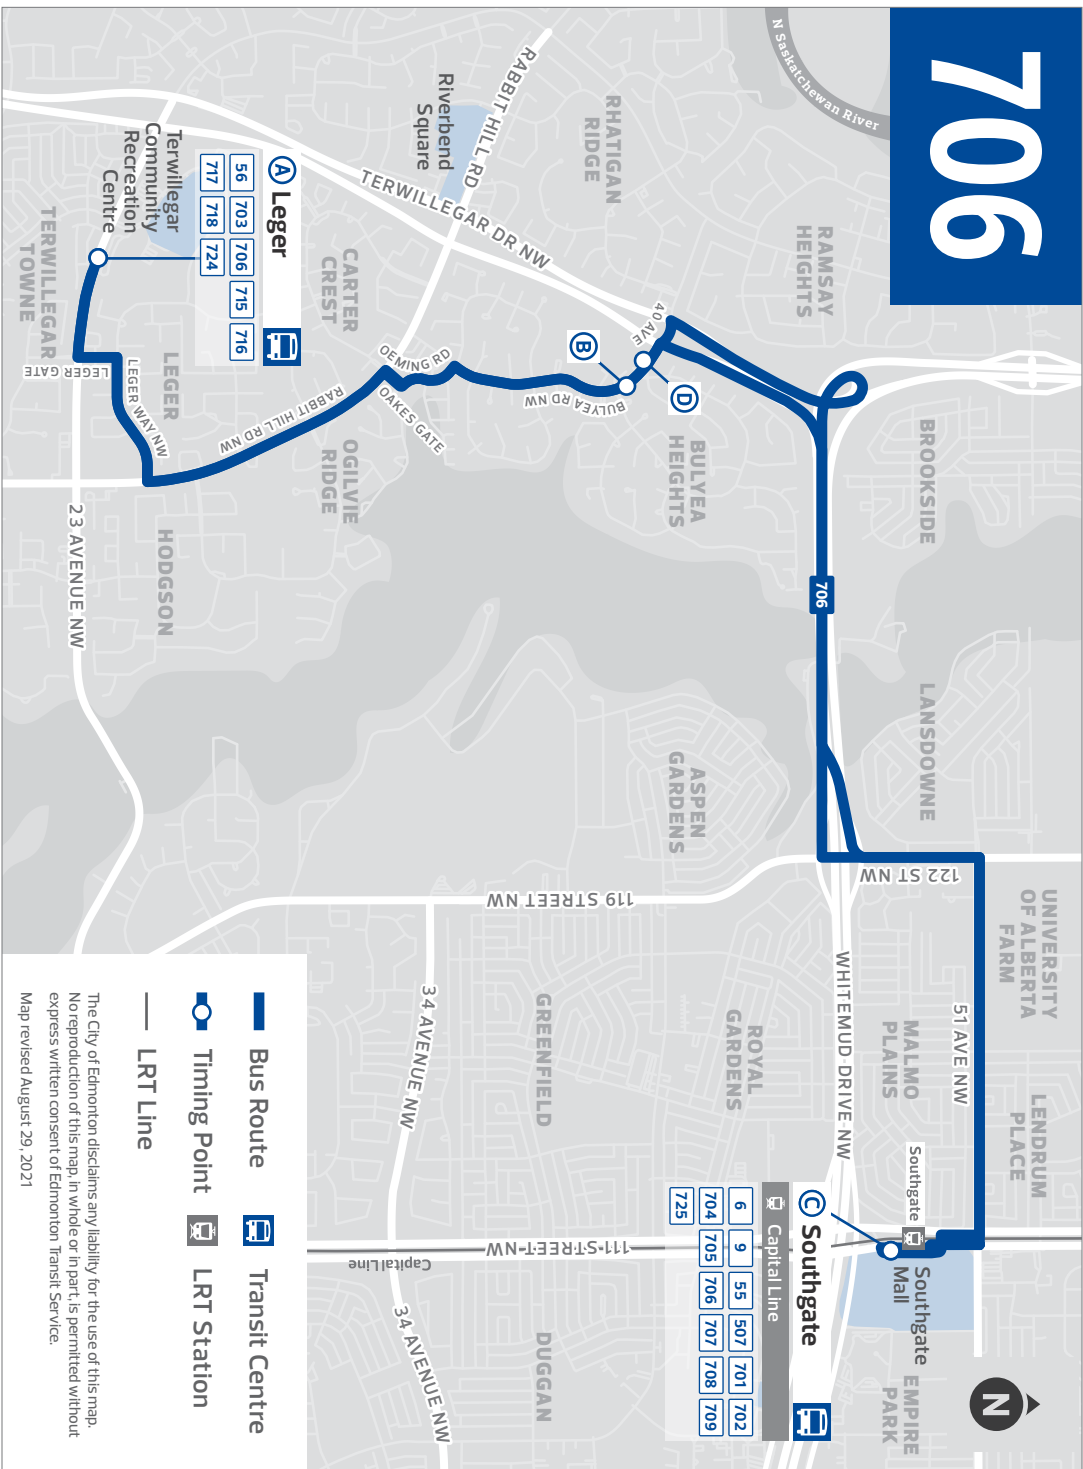 706
N Saskatchewan River
RABBIT HILL RD
Riverbend
Square
RHATIGAN
RIDGE
RAMSAY
HEIGHTS
TERWILLEGAR DR NW
Terwillegar
Community
Recreation
Centre
A Leger
56 703 706 715 716
717 718 724
TERWILLEGAR
TOWNE
CARTER
CREST
40 AVE
B
D
OEMING RD
OAKES GATE
BULYEA RD NW
LEGER GATE
LEGER WAY NW
LEGER
RABBIT HILL RD NW
OGILVIE
RIDGE
BULYEA
HEIGHTS
BROOKSIDE
HODGSON
23 AVENUE NW
706
LANSDOWNE
ASPEN
GARDENS
122 ST NW
119 STREET NW
UNIVERSITY
OF ALBERTA
FARM
WHITEMUD DRIVE NW
51 AVE NW
MALMO
PLAINS
ROYAL
GARDENS
GREENFIELD
34 AVENUE NW
LENDRUM
PLACE
Southgate
C Southgate
Capital Line
6 9 55 507 701 702
704 705 706 707 708 709
725
Southgate
Mall
111 STREET NW
Capital Line
34 AVENUE NW
DUGGAN
EMPIRE
PARK
N
Bus Route
Transit Centre
Timing Point
LRT Station
LRT Line
The City of Edmonton disclaims any liability for the use of this map.
No reproduction of this map, in whole or in part, is permitted without
express written consent of Edmonton Transit Service.
Map revised August 29, 2021